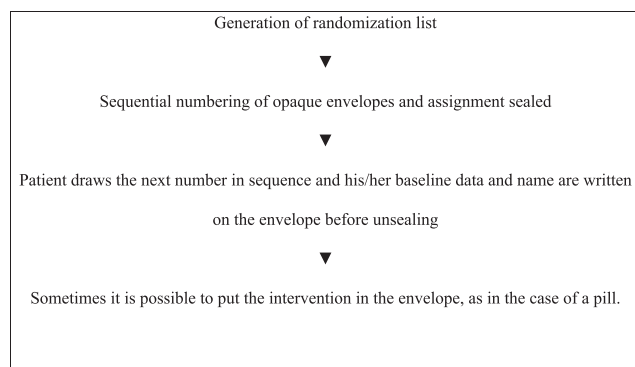 Generation of randomization list
▼
Sequential numbering of opaque envelopes and assignment sealed
▼
Patient draws the next number in sequence and his/her baseline data and name are written
on the envelope before unsealing
▼
Sometimes it is possible to put the intervention in the envelope, as in the case of a pill.